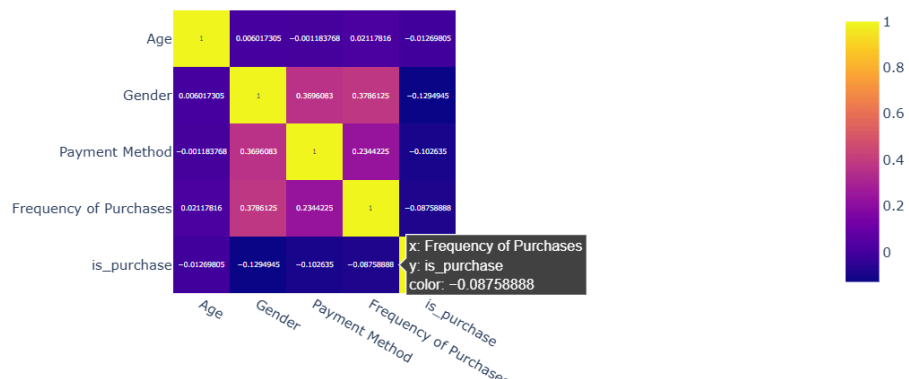 Age 1 0.006017305 −0.001183768 0.02117816 −0.01269805
Gender 0.006017305 1 0.3696083 0.3786125 −0.1294945
Payment Method −0.001183768 0.3696083 1 0.2344225 −0.102635
Frequency of Purchases 0.02117816 0.3786125 0.2344225 1 −0.08758888
is_purchase −0.01269805 −0.1294945 −0.102635 −0.08758888
x: Frequency of Purchases
y: is_purchase
color: −0.08758888
Age
Gender
Payment Method
Frequency of Purchases
is_purchase
1
0.8
0.6
0.4
0.2
0